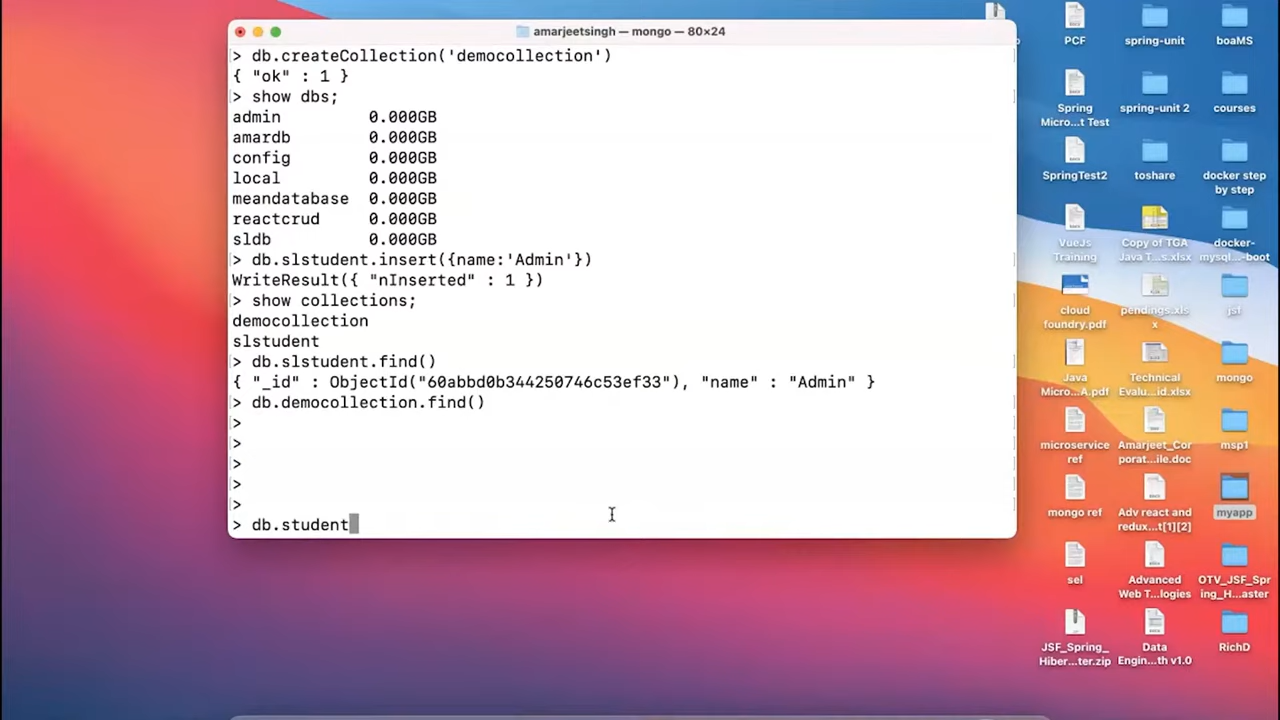 amarjeetsingh — mongo — 80×24
> db.createCollection('democollection')
{ "ok" : 1 }
> show dbs;
admin 0.000GB
amardb 0.000GB
config 0.000GB
local 0.000GB
meandatabase 0.000GB
reactcrud 0.000GB
sldb 0.000GB
> db.slstudent.insert({name:'Admin'})
WriteResult({ "nInserted" : 1 })
> show collections;
democollection
slstudent
> db.slstudent.find()
{ "_id" : ObjectId("60abbd0b344250746c53ef33"), "name" : "Admin" }
> db.democollection.find()
>
>
>
>
>
> db.student
PCF
spring-unit
boaMS
Spring
Micro...t Test
spring-unit 2
courses
SpringTest2
toshare
docker step
by step
VueJs
Training
Copy of TGA
Java T...s.xlsx
docker-
mysql...-boot
cloud
foundry.pdf
pendings.xls
x
jsf
Java
Micro...A.pdf
Technical
Evalu...id.xlsx
mongo
microservice
ref
Amarjeet_Cor
porat...ile.doc
msp1
mongo ref
Adv react and
redux...t[1][2]
myapp
sel
Advanced
Web T...logies
OTV_JSF_Spr
ing_H...aster
JSF_Spring_
Hiber...ter.zip
Data
Engin...th v1.0
RichD